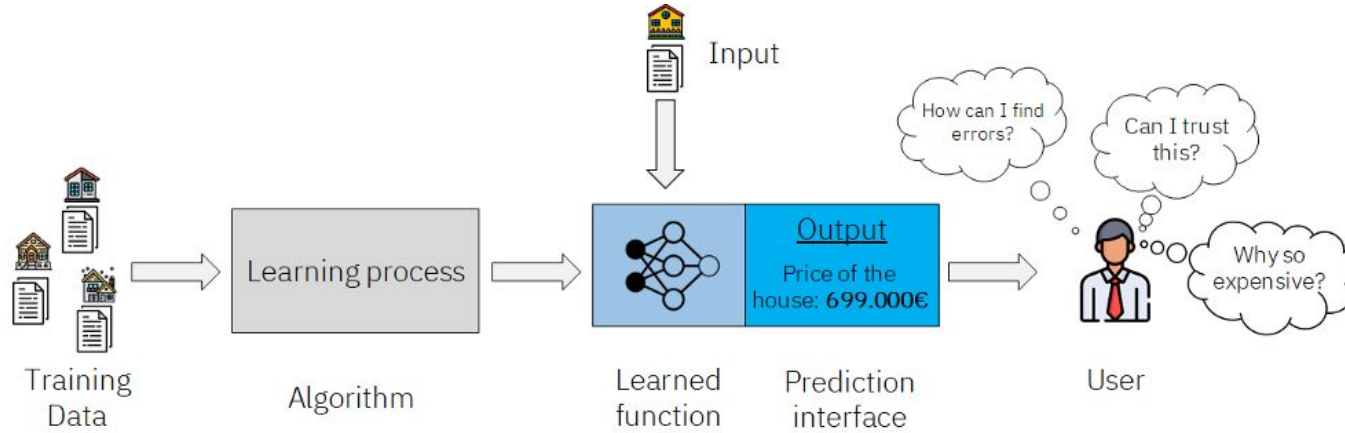 Input
How can I find
errors?
Can I trust
this?
Why so
expensive?
Learning process
Output
Price of the
house: 699.000€
Training
Data
Algorithm
Learned
function
Prediction
interface
User